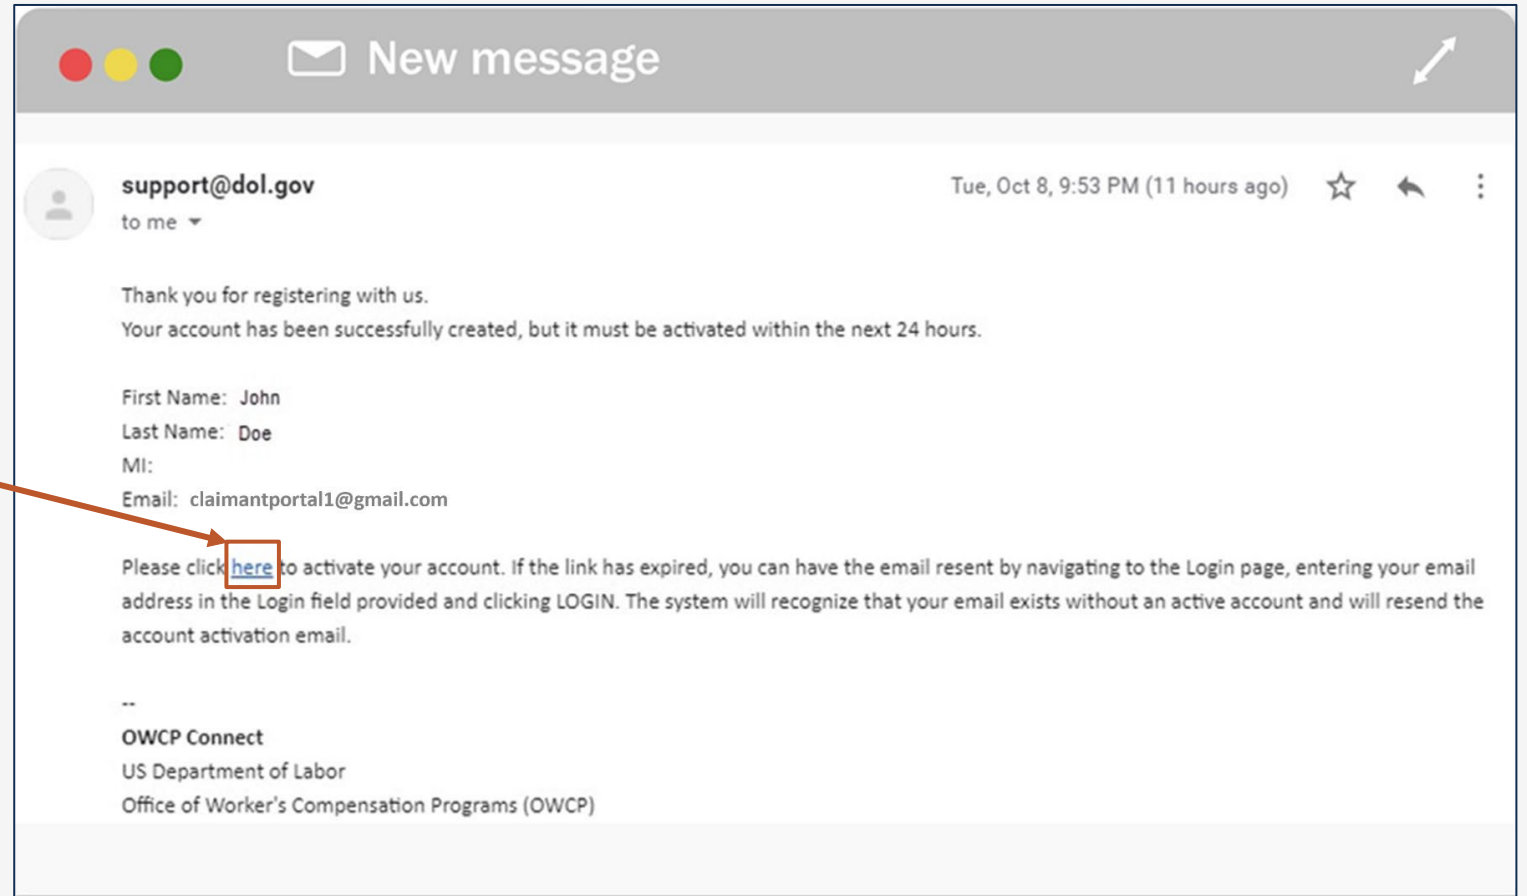 New message
support@dol.gov
Tue, Oct 8, 9:53 PM (11 hours ago)
to me
Thank you for registering with us.
Your account has been successfully created, but it must be activated within the next 24 hours.
First Name: John
Last Name: Doe
MI:
Email: claimantportal1@gmail.com
Please click here to activate your account. If the link has expired, you can have the email resent by navigating to the Login page, entering your email
address in the Login field provided and clicking LOGIN. The system will recognize that your email exists without an active account and will resend the
account activation email.
--
OWCP Connect
US Department of Labor
Office of Worker's Compensation Programs (OWCP)